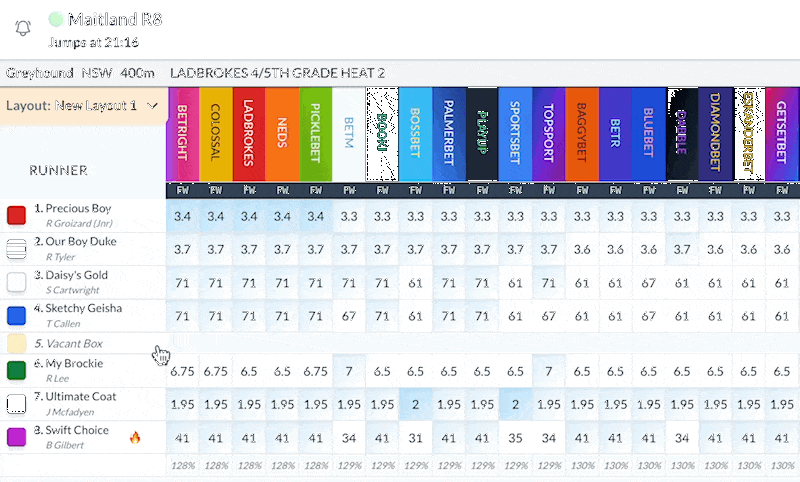 Maitland R8
Jumps at 21:16
Greyhound NSW 400m LADBROKES 4/5TH GRADE HEAT 2
Layout: New Layout 1
BETRIGHT COLOSSAL LADBROKES NEDS PICKLEBET BETM BOOKI BOSSBET PALMERBET PLAYUP SPORTSBET TOPSPORT BAGGYBET BETR BLUEBET DIAMONDBET GETSETBET
RUNNER
FW FW FW FW FW FW FW FW FW FW FW FW FW FW FW FW FW FW FW
1. Precious Boy 3.4 3.4 3.4 3.4 3.4 3.3 3.3 3.3 3.3 3.3 3.3 3.3 3.3 3.3 3.3 3.3 3.3 3.3 3.3
R Groizard (Jnr)
2. Our Boy Duke 3.7 3.7 3.7 3.7 3.7 3.7 3.7 3.7 3.7 3.7 3.7 3.7 3.6 3.6 3.6 3.7 3.6 3.6 3.6
R Tyler
3. Daisy's Gold 71 71 71 71 71 71 71 61 71 71 61 71 61 61 67 61 61 61 61
S Cartwright
4. Sketchy Geisha 71 71 71 71 71 67 71 61 71 71 61 67 61 61 67 61 61 61 61
T Callen
5. Vacant Box
6. My Brockie 6.75 6.75 6.5 6.5 6.75 7 6.5 6.5 6.5 6.5 6.5 7 6.5 6.5 6.5 6.5 6.5 6.5 6.5
R Lee
7. Ultimate Coat 1.95 1.95 1.95 1.95 1.95 1.95 1.95 2 1.95 1.95 2 1.95 1.95 1.95 1.95 1.95 1.95 1.95 1.95
J Mcfadyen
8. Swift Choice 41 41 41 41 41 34 41 31 41 41 35 34 41 41 41 34 41 41 41
B Gilbert
128% 128% 128% 128% 128% 129% 129% 129% 129% 129% 129% 129% 130% 130% 130% 130% 130% 130% 130%